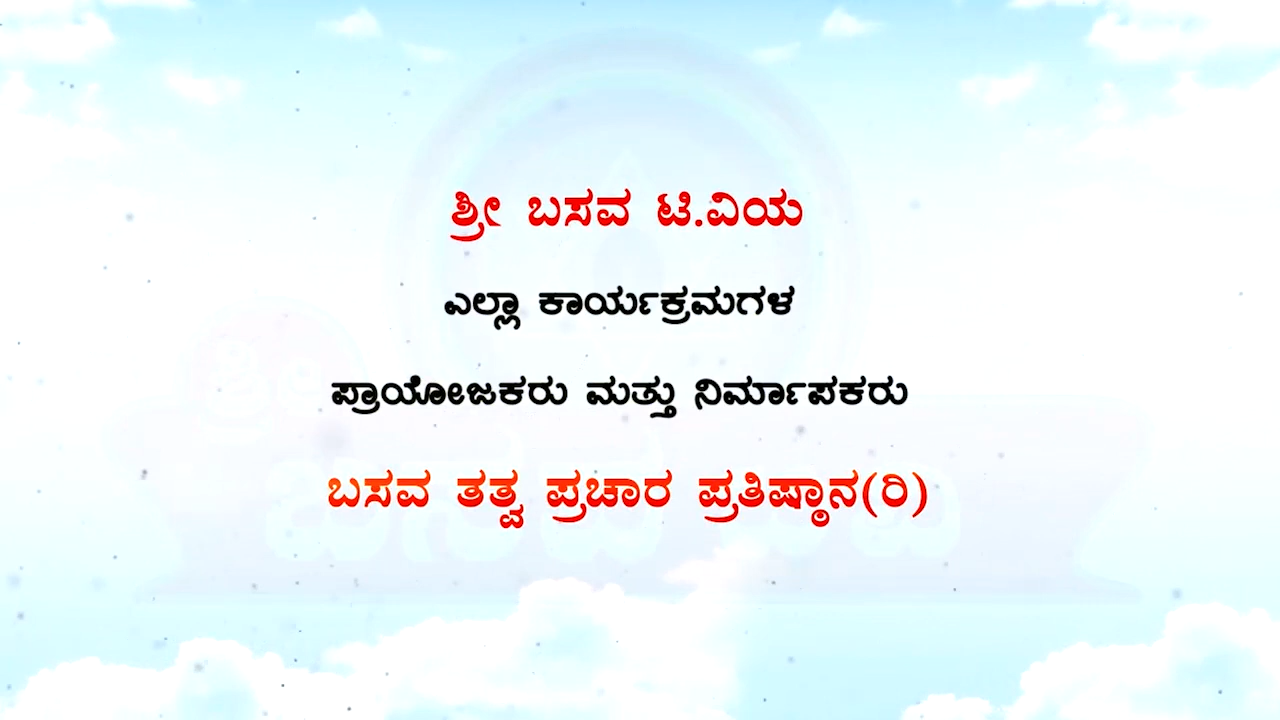 ಶ್ರೀ ಬಸವ ಟಿ.ವಿಯ
ಎಲ್ಲಾ ಕಾರ್ಯಕ್ರಮಗಳ
ಪ್ರಾಯೋಜಕರು ಮತ್ತು ನಿರ್ಮಾಪಕರು
ಬಸವ ತತ್ವ ಪ್ರಚಾರ ಪ್ರತಿಷ್ಠಾನ(ರಿ)